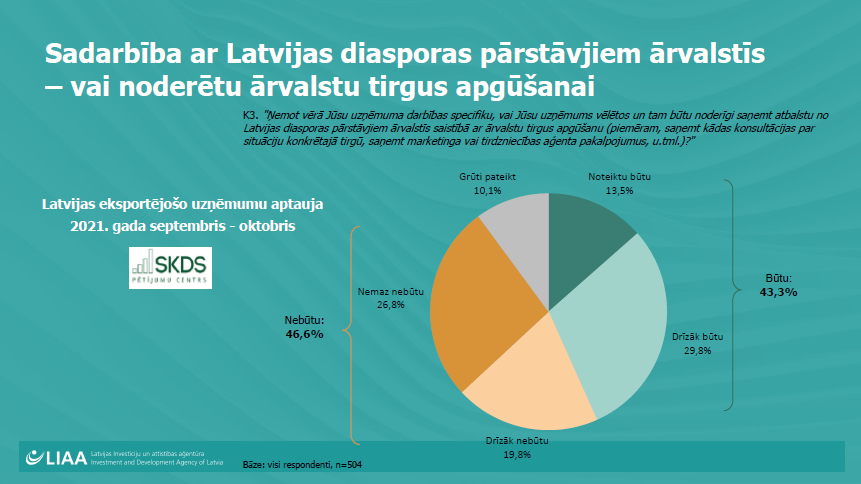 Sadarbība ar Latvijas diasporas pārstāvjiem ārvalstīs
– vai noderētu ārvalstu tirgus apgūšanai
K3. "Ņemot vērā Jūsu uzņēmuma darbības specifiku, vai Jūsu uzņēmums vēlētos un tam būtu noderīgi saņemt atbalstu no
Latvijas diasporas pārstāvjiem ārvalstīs saistībā ar ārvalstu tirgus apgūšanu (piemēram, saņemt kādas konsultācijas par
situāciju konkrētajā tirgū, saņemt marketinga vai tirdzniecības aģenta pakalpojumus, u.tml.)?"
Latvijas eksportējošo uzņēmumu aptauja
2021. gada septembris - oktobris
SKDS
PĒTĪJUMU CENTRS
Grūti pateikt
10,1%
Noteiktu būtu
13,5%
Nemaz nebūtu
26,8%
Nebūtu:
46,6%
Būtu:
43,3%
Drīzāk būtu
29,8%
Drīzāk nebūtu
19,8%
LIAA
Latvijas Investīciju un attīstības aģentūra
Investment and Development Agency of Latvia
Bāze: visi respondenti, n=504